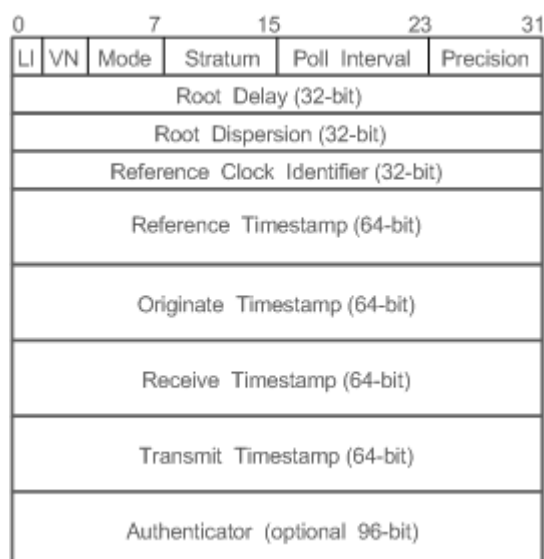 0 7 15 23 31
LI VN Mode Stratum Poll Interval Precision
Root Delay (32-bit)
Root Dispersion (32-bit)
Reference Clock Identifier (32-bit)
Reference Timestamp (64-bit)
Originate Timestamp (64-bit)
Receive Timestamp (64-bit)
Transmit Timestamp (64-bit)
Authenticator (optional 96-bit)